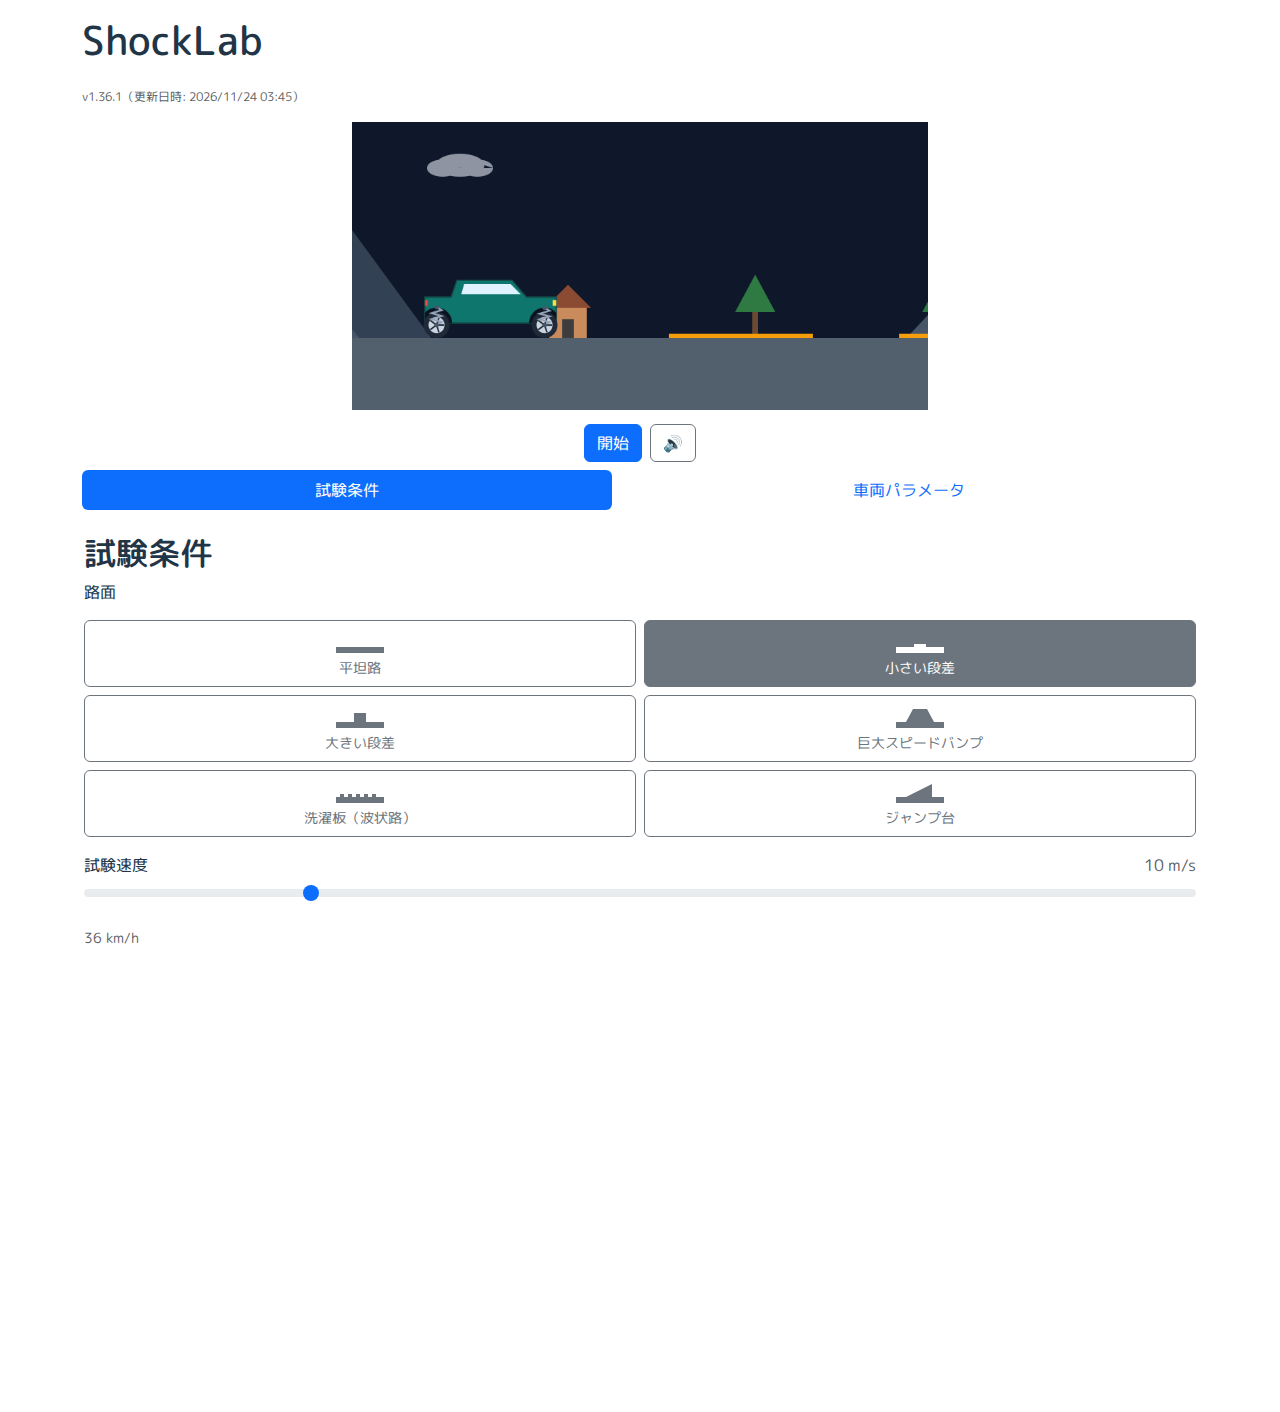 ShockLab
v1.36.1（更新日時: 2026/11/24 03:45）
開始 🔊
試験条件 車両パラメータ
試験条件
路面
平坦路 小さい段差
大きい段差 巨大スピードバンプ
洗濯板（波状路） ジャンプ台
試験速度 10 m/s
36 km/h